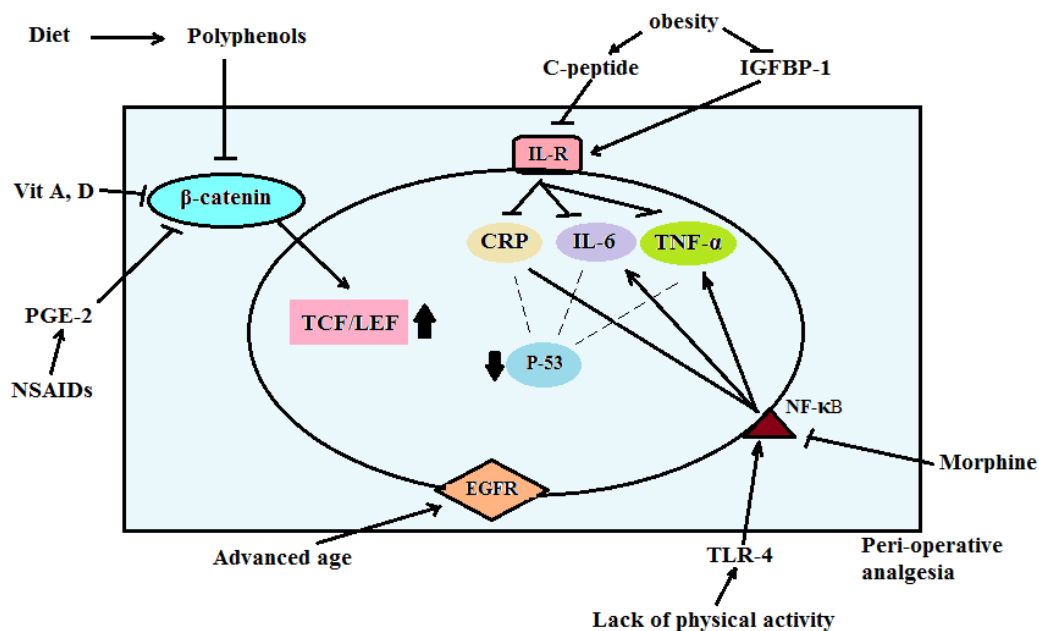 obesity
Diet
Polyphenols
C-peptide
IGFBP-1
IL-R
Vit A, D
β-catenin
CRP
IL-6
TNF-α
PGE-2
TCF/LEF
P-53
NSAIDs
NF-κB
Morphine
EGFR
Advanced age
TLR-4
Peri-operative
analgesia
Lack of physical activity